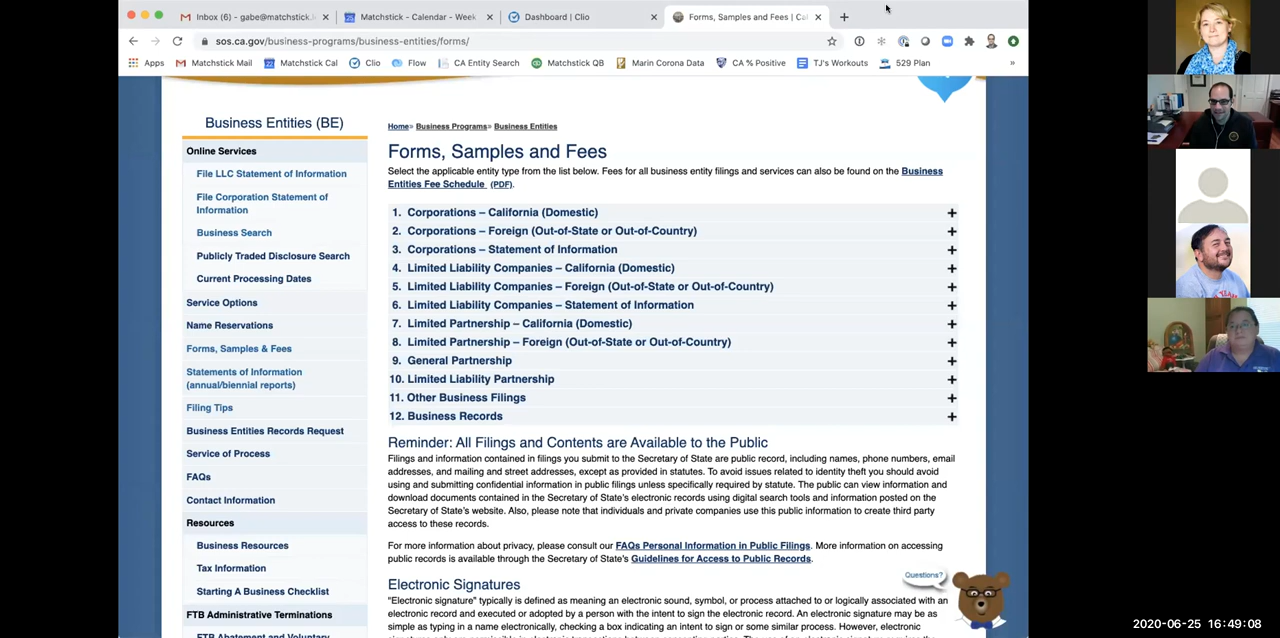 Inbox (6) - gabe@matchstick.l
Matchstick - Calendar - Week
Dashboard | Clio
Forms, Samples and Fees | Cal
sos.ca.gov/business-programs/business-entities/forms/
Apps
Matchstick Mail
Matchstick Cal
Clio
Flow
CA Entity Search
Matchstick QB
Marin Corona Data
CA % Positive
TJ's Workouts
529 Plan
»
Business Entities (BE)
Online Services
File LLC Statement of Information
File Corporation Statement of
Information
Business Search
Publicly Traded Disclosure Search
Current Processing Dates
Service Options
Name Reservations
Forms, Samples & Fees
Statements of Information
(annual/biennial reports)
Filing Tips
Business Entities Records Request
Service of Process
FAQs
Contact Information
Resources
Business Resources
Tax Information
Starting A Business Checklist
FTB Administrative Terminations
FTB Abatement and Voluntary
Home» Business Programs» Business Entities
Forms, Samples and Fees
Select the applicable entity type from the list below. Fees for all business entity filings and services can also be found on the Business
Entities Fee Schedule (PDF).
1. Corporations – California (Domestic) +
2. Corporations – Foreign (Out-of-State or Out-of-Country) +
3. Corporations – Statement of Information +
4. Limited Liability Companies – California (Domestic) +
5. Limited Liability Companies – Foreign (Out-of-State or Out-of-Country) +
6. Limited Liability Companies – Statement of Information +
7. Limited Partnership – California (Domestic) +
8. Limited Partnership – Foreign (Out-of-State or Out-of-Country) +
9. General Partnership +
10. Limited Liability Partnership +
11. Other Business Filings +
12. Business Records +
Reminder: All Filings and Contents are Available to the Public
Filings and information contained in filings you submit to the Secretary of State are public record, including names, phone numbers, email
addresses, and mailing and street addresses, except as provided in statutes. To avoid issues related to identity theft you should avoid
using and submitting confidential information in public filings unless specifically required by statute. The public can view information and
download documents contained in the Secretary of State's electronic records using digital search tools and information posted on the
Secretary of State's website. Also, please note that individuals and private companies use this public information to create third party
access to these records.
For more information about privacy, please consult our FAQs Personal Information in Public Filings. More information on accessing
public records is available through the Secretary of State's Guidelines for Access to Public Records.
Electronic Signatures
"Electronic signature" typically is defined as meaning an electronic sound, symbol, or process attached to or logically associated with an
electronic record and executed or adopted by a person with the intent to sign the electronic record. An electronic signature may be as
simple as typing in a name electronically, checking a box indicating an intent to sign or some similar process. However, electronic
Questions?
2020-06-25 16:49:08